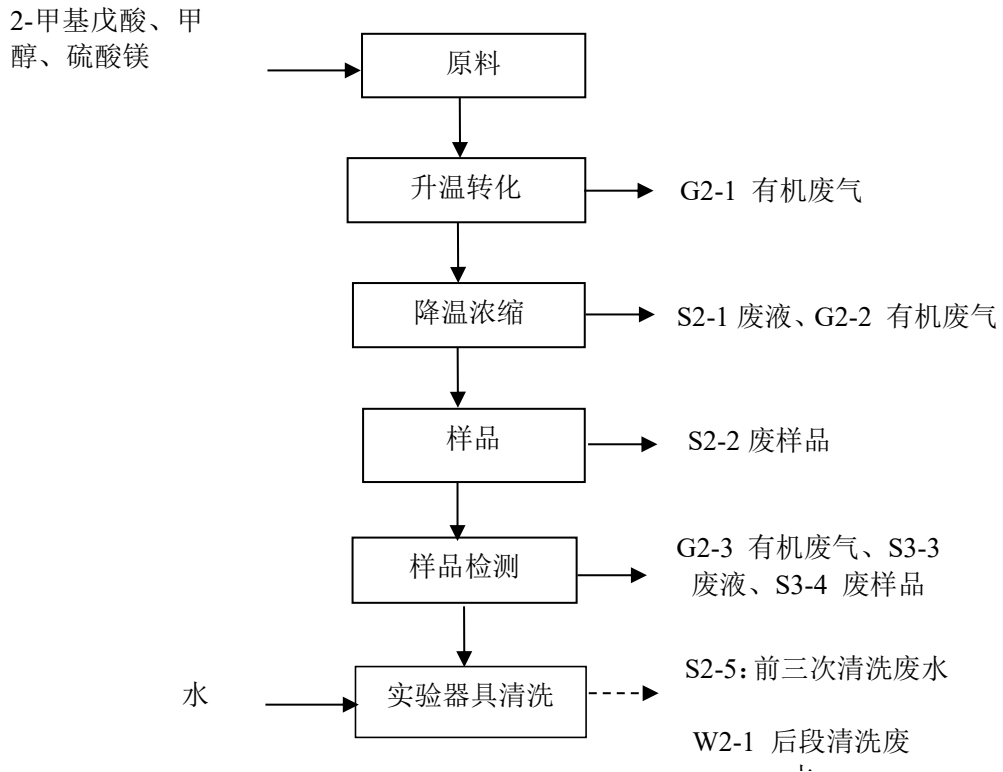 2-甲基戊酸、甲
醇、硫酸镁
原料
升温转化
G2-1 有机废气
降温浓缩
S2-1 废液、G2-2 有机废气
样品
S2-2 废样品
样品检测
G2-3 有机废气、S3-3
废液、S3-4 废样品
水
实验器具清洗
S2-5：前三次清洗废水
W2-1 后段清洗废